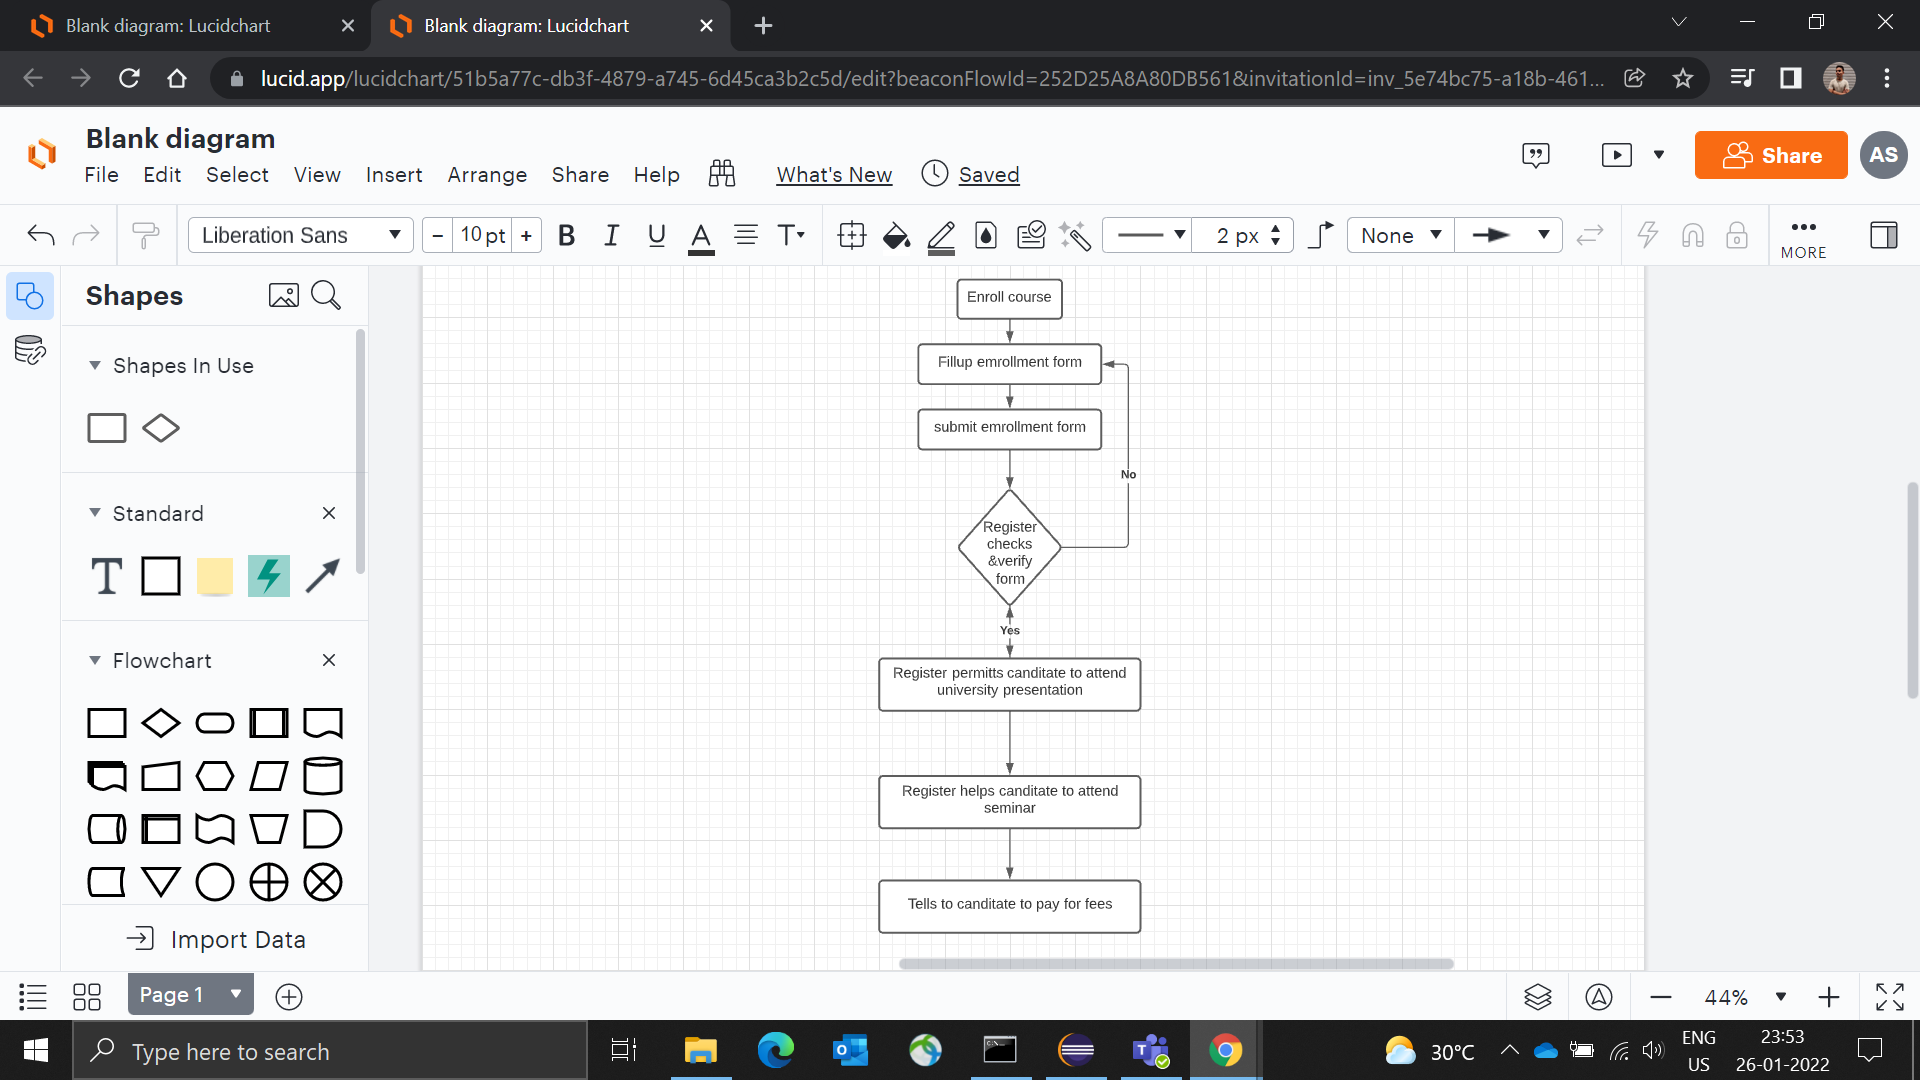 Blank diagram: Lucidchart
Blank diagram: Lucidchart
lucid.app/lucidchart/51b5a77c-db3f-4879-a745-6d45ca3b2c5d/edit?beaconFlowId=252D25A8A80DB561&invitationId=inv_5e74bc75-a18b-461...
Blank diagram
File Edit Select View Insert Arrange Share Help What's New Saved
Share
AS
Liberation Sans
- 10 pt + B I U A T
2 px
None
MORE
Shapes
Shapes In Use
Standard
T
Flowchart
Import Data
Enroll course
Fillup emrollment form
submit emrollment form
No
Register
checks
&verify
form
Yes
Register permitts canditate to attend
university presentation
Register helps canditate to attend
seminar
Tells to canditate to pay for fees
Page 1
44%
Type here to search
30°C
ENG
US
23:53
26-01-2022